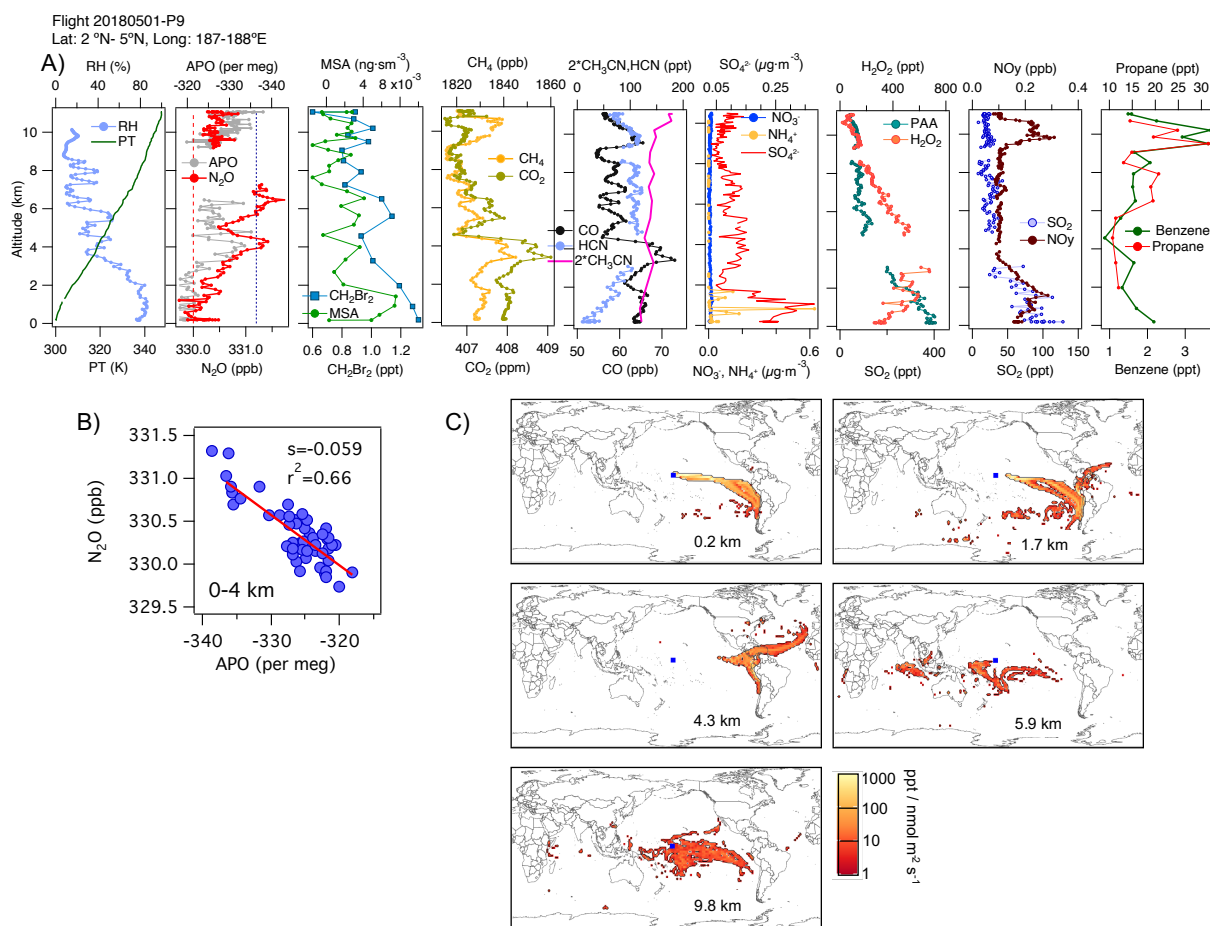 Flight 20180501-P9
Lat: 2 ºN- 5ºN, Long: 187-188ºE
A)
RH (%)
0 40 80
APO (per meg)
-320 -330 -340
MSA (ng·sm⁻³)
0 4 8 x10⁻³
CH₄ (ppb)
1820 1840 1860
2*CH₃CN,HCN (ppt)
0 100 200
SO₄²⁻ (µg·m⁻³)
0.05 0.25 0.45
H₂O₂ (ppt)
0 400 800
NOy (ppb)
0 0.1 0.2 0.3
Propane (ppt)
10 15 20 25 30
Altitude (km)
10
8
6
4
2
0
RH
PT
APO
N₂O
CH₂Br₂
MSA
CH₄
CO₂
CO
HCN
2*CH₃CN
NO₃⁻
NH₄⁺
SO₄²⁻
PAA
H₂O₂
SO₂
NOy
Benzene
Propane
300 320 340
PT (K)
330.0 331.0
N₂O (ppb)
0.6 0.8 1.0 1.2
CH₂Br₂ (ppt)
407 408 409
CO₂ (ppm)
50 60 70
CO (ppb)
0.0 0.6
NO₃⁻, NH₄⁺ (µg·m⁻³)
0 200 400
SO₂ (ppt)
0 50 100 150
SO₂ (ppt)
1 2 3
Benzene (ppt)
B)
331.5
331.0
330.5
330.0
329.5
N₂O (ppb)
s=-0.059
r²=0.66
0-4 km
-340 -330 -320
APO (per meg)
C)
0.2 km
1.7 km
4.3 km
5.9 km
9.8 km
1000
100
10
1
ppt / nmol m⁻² s⁻¹